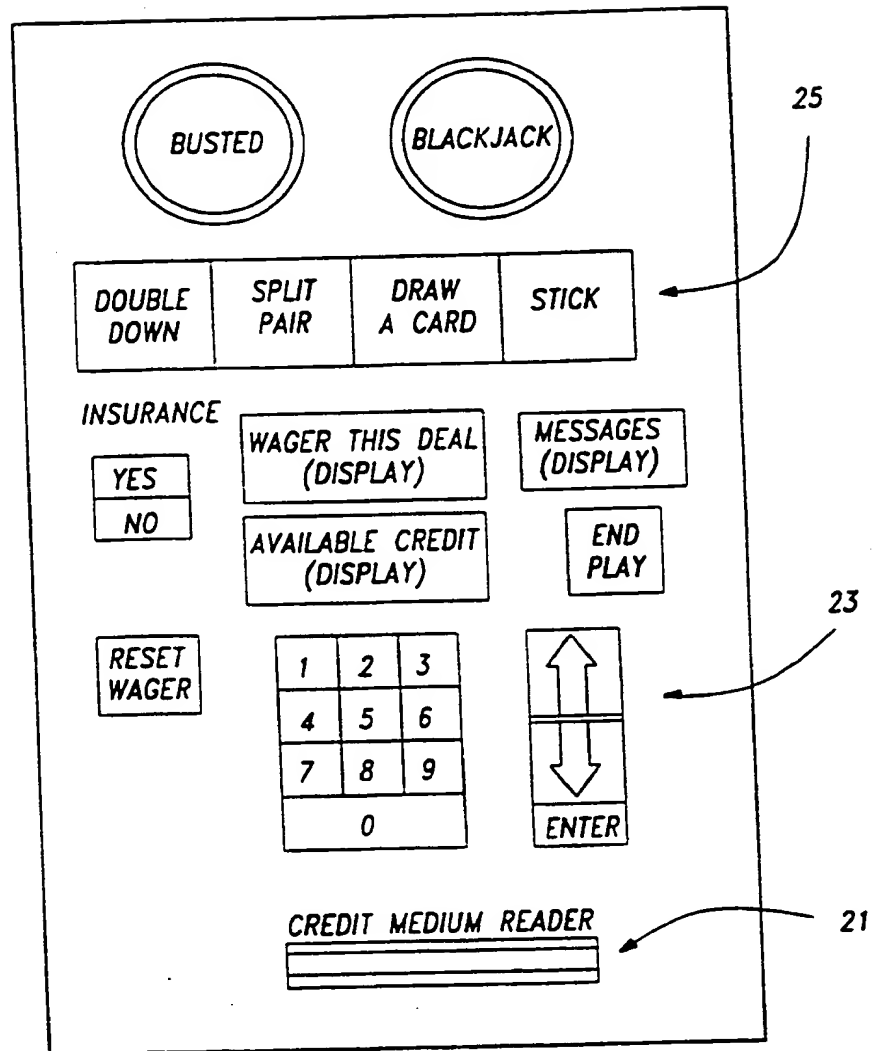 BUSTED
BLACKJACK
25
DOUBLE
DOWN
SPLIT
PAIR
DRAW
A CARD
STICK
INSURANCE
YES
NO
WAGER THIS DEAL
(DISPLAY)
MESSAGES
(DISPLAY)
AVAILABLE CREDIT
(DISPLAY)
END
PLAY
23
RESET
WAGER
1 2 3
4 5 6
7 8 9
0
ENTER
CREDIT MEDIUM READER
21